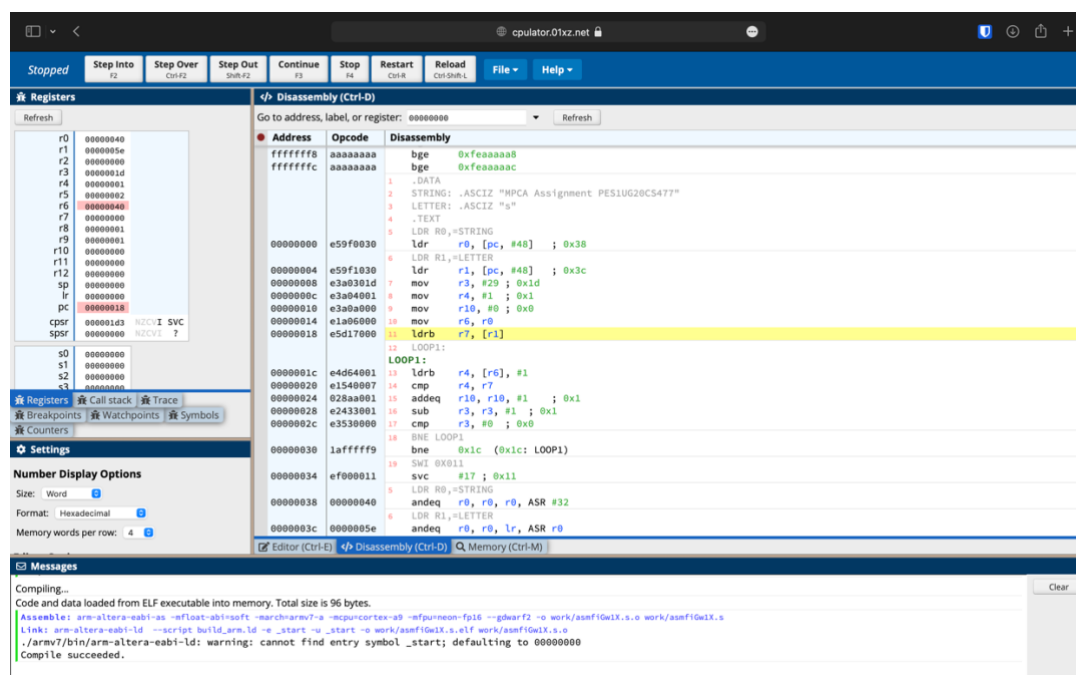 cpulator.01xz.net
Stopped
Step Into
F2
Step Over
Ctrl-F2
Step Out
Shift-F2
Continue
F3
Stop
F4
Restart
Ctrl-R
Reload
Ctrl-Shift-L
File
Help
Registers
Refresh
r0 00000040
r1 0000005e
r2 00000000
r3 0000001d
r4 00000001
r5 00000002
r6 00000040
r7 00000000
r8 00000001
r9 00000001
r10 00000000
r11 00000000
r12 00000000
sp 00000000
lr 00000000
pc 00000018
cpsr 000001d3 NZCVI SVC
spsr 00000000 NZCVI ?
s0 00000000
s1 00000000
s2 00000000
s3 00000000
Registers Call stack Trace
Breakpoints Watchpoints Symbols
Counters
Settings
Number Display Options
Size: Word
Format: Hexadecimal
Memory words per row: 4
</> Disassembly (Ctrl-D)
Go to address, label, or register: 00000000 Refresh
Address Opcode Disassembly
fffffff8 aaaaaaaa bge 0xfeaaaaa8
fffffffc aaaaaaaa bge 0xfeaaaaac
1 .DATA
2 STRING: .ASCIZ "MPCA Assignment PES1UG20CS477"
3 LETTER: .ASCIZ "s"
4 .TEXT
5 LDR R0,=STRING
00000000 e59f0030 ldr r0, [pc, #48] ; 0x38
6 LDR R1,=LETTER
00000004 e59f1030 ldr r1, [pc, #48] ; 0x3c
00000008 e3a0301d 7 mov r3, #29 ; 0x1d
0000000c e3a04001 8 mov r4, #1 ; 0x1
00000010 e3a0a000 9 mov r10, #0 ; 0x0
00000014 e1a06000 10 mov r6, r0
00000018 e5d17000 11 ldrb r7, [r1]
12 LOOP1:
LOOP1:
0000001c e4d64001 13 ldrb r4, [r6], #1
00000020 e1540007 14 cmp r4, r7
00000024 028aa001 15 addeq r10, r10, #1 ; 0x1
00000028 e2433001 16 sub r3, r3, #1 ; 0x1
0000002c e3530000 17 cmp r3, #0 ; 0x0
18 BNE LOOP1
00000030 1afffff9 bne 0x1c (0x1c: LOOP1)
19 SWI 0X011
00000034 ef000011 svc #17 ; 0x11
5 LDR R0,=STRING
00000038 00000040 andeq r0, r0, r0, ASR #32
6 LDR R1,=LETTER
0000003c 0000005e andeq r0, r0, lr, ASR r0
Editor (Ctrl-E) </> Disassembly (Ctrl-D) Memory (Ctrl-M)
Messages
Clear
Compiling...
Code and data loaded from ELF executable into memory. Total size is 96 bytes.
Assemble: arm-altera-eabi-as -mfloat-abi=soft -march=armv7-a -mcpu=cortex-a9 -mfpu=neon-fp16 --gdwarf2 -o work/asmfiGw1X.s.o work/asmfiGw1X.s
Link: arm-altera-eabi-ld --script build_arm.ld -e _start -u _start -o work/asmfiGw1X.s.elf work/asmfiGw1X.s.o
./armv7/bin/arm-altera-eabi-ld: warning: cannot find entry symbol _start; defaulting to 00000000
Compile succeeded.